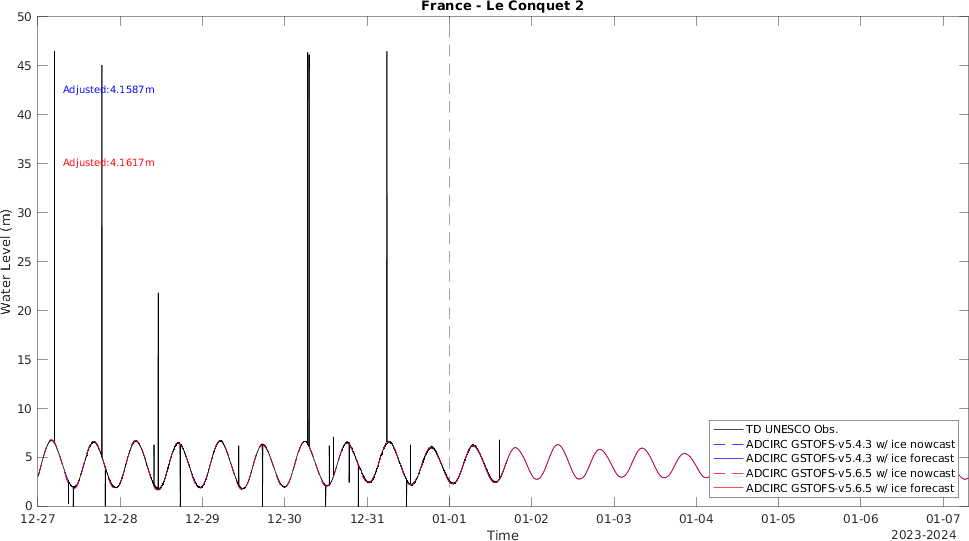 France - Le Conquet 2
50
45
40
35
30
25
20
15
10
5
0
Water Level (m)
Adjusted:4.1587m
Adjusted:4.1617m
TD UNESCO Obs.
ADCIRC GSTOFS-v5.4.3 w/ ice nowcast
ADCIRC GSTOFS-v5.4.3 w/ ice forecast
ADCIRC GSTOFS-v5.6.5 w/ ice nowcast
ADCIRC GSTOFS-v5.6.5 w/ ice forecast
12-27 12-28 12-29 12-30 12-31 01-01 01-02 01-03 01-04 01-05 01-06 01-07
Time
2023-2024